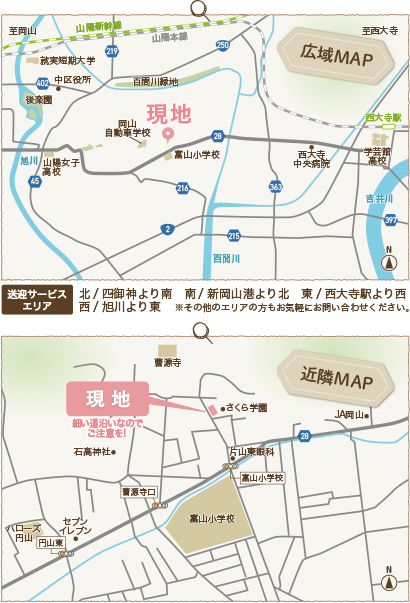 至岡山
山陽新幹線
山陽本線
至西大寺
広域MAP
219
250
就実短期大学
402
中区役所
百間川緑地
後楽園
現地
岡山
自動車学校
28
西大寺駅
富山小学校
西大寺
中央病院
学芸館
高校
旭川
山陽女子
高校
45
216
363
吉井川
2
215
397
百間川
N
送迎サービス
エリア
北/四御神より南 南/新岡山港より北 東/西大寺駅より西
西/旭川より東 ※その他のエリアの方もお気軽にお問い合わせください。
曹源寺
近隣MAP
現地
さくら学園
JA岡山
細い道沿いなので
ご注意を!
28
石高神社
片山東眼科
富山小学校
曹源寺口
富山小学校
ハローズ
円山
セブン
イレブン
円山東
N